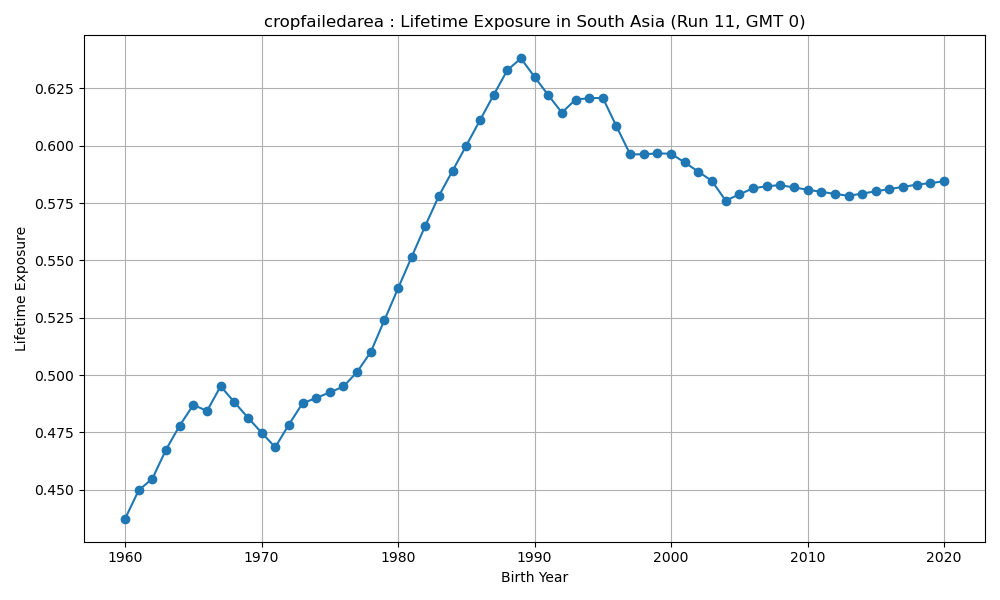 cropfailedarea : Lifetime Exposure in South Asia (Run 11, GMT 0)
Lifetime Exposure
0.625
0.600
0.575
0.550
0.525
0.500
0.475
0.450
1960 1970 1980 1990 2000 2010 2020
Birth Year